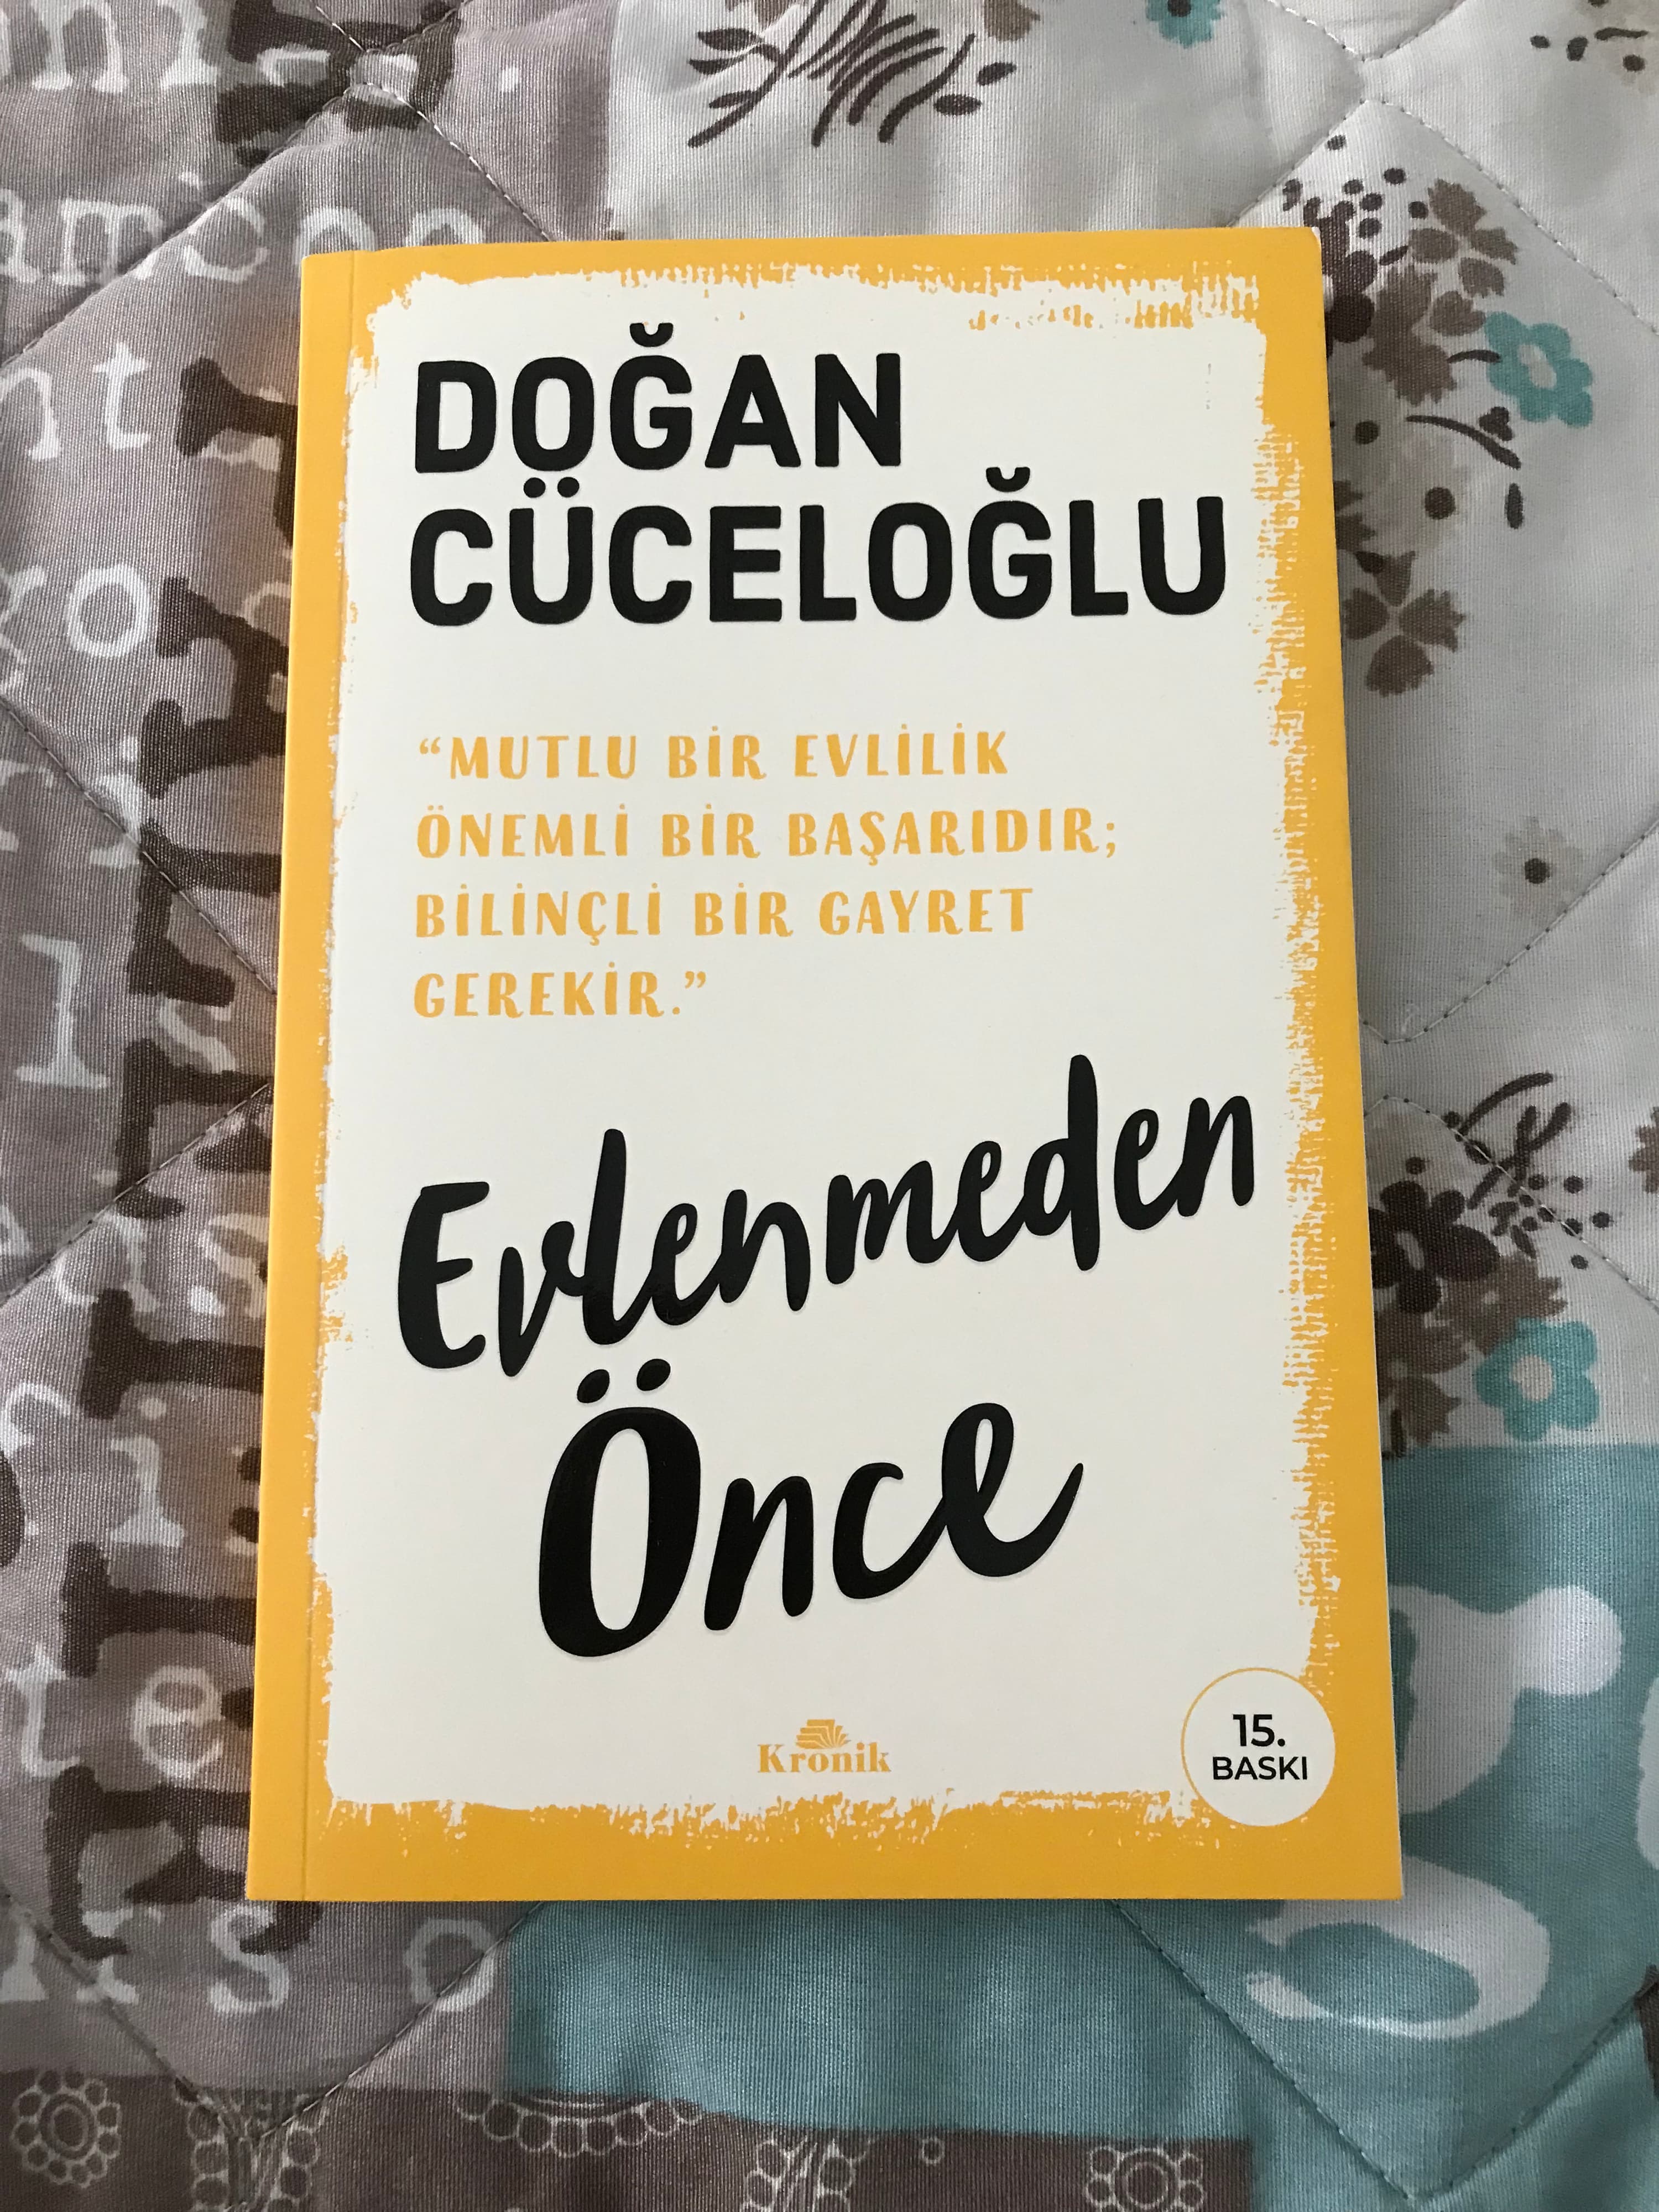 DOĞAN
CÜCELOĞLU
“MUTLU BİR EVLİLİK
ÖNEMLİ BİR BAŞARIDIR;
BİLİNÇLİ BİR GAYRET
GEREKİR.”
Evlenmeden
Önce
Kronik
15.
BASKI